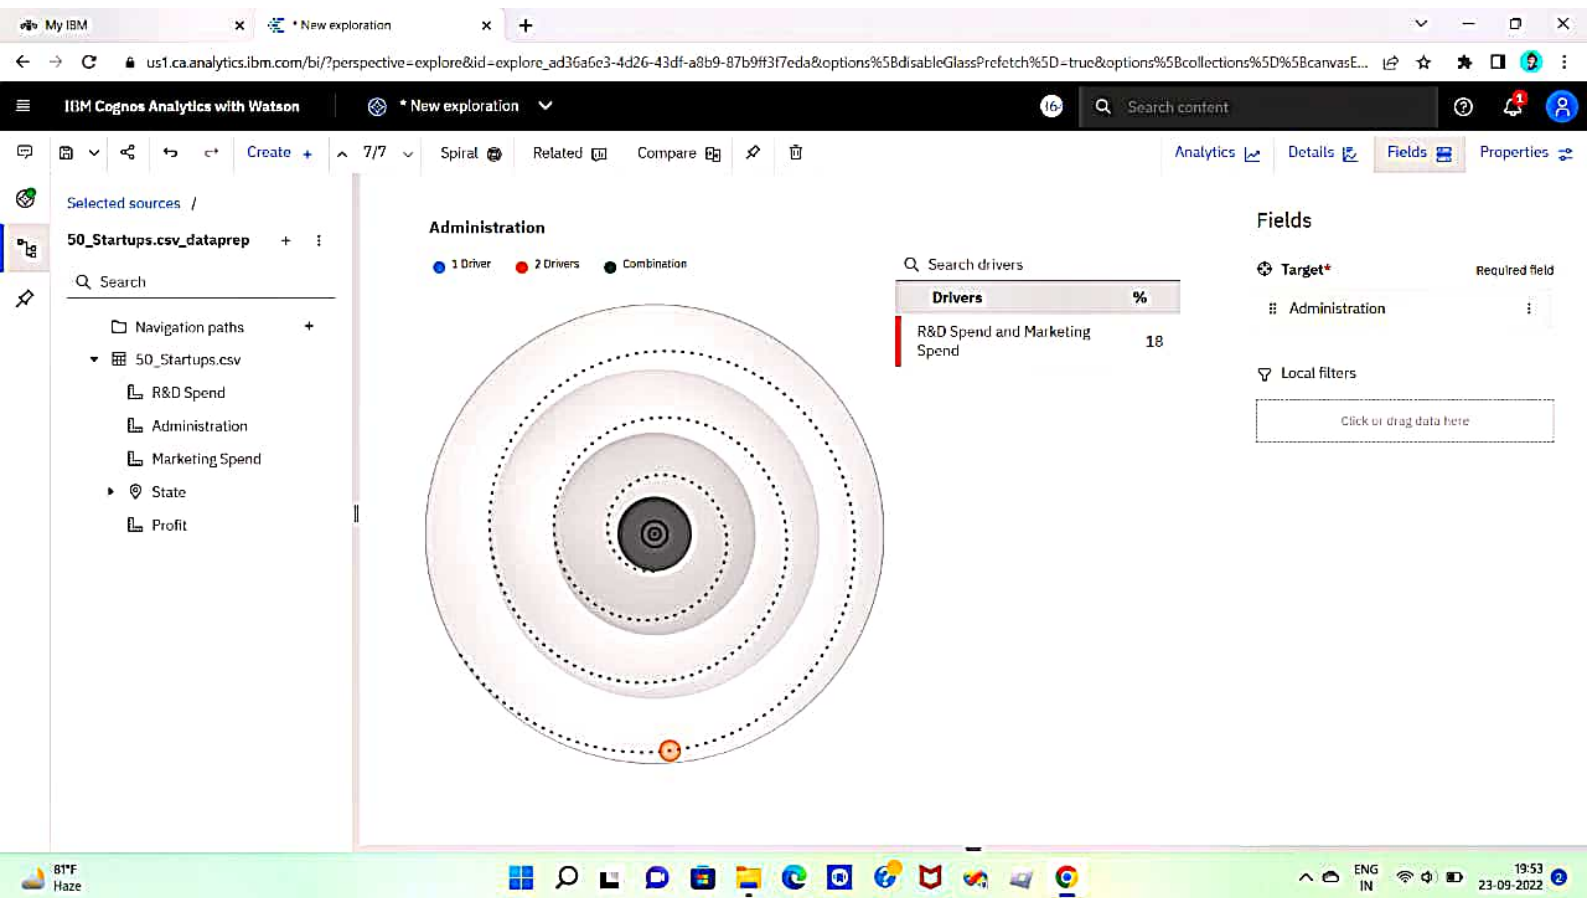 My IBM
* New exploration
us1.ca.analytics.ibm.com/bi/?perspective=explore&id=explore_ad36a6e3-4d26-43df-a8b9-87b9ff3f7eda&options%5BdisableGlassPrefetch%5D=true&options%5Bcollections%5D%5BcanvasE...
IBM Cognos Analytics with Watson
* New exploration
Search content
1
Create +
7/7
Spiral
Related
Compare
Analytics
Details
Fields
Properties
Selected sources /
50_Startups.csv_dataprep
Search
Navigation paths
50_Startups.csv
R&D Spend
Administration
Marketing Spend
State
Profit
Administration
1 Driver
2 Drivers
Combination
Search drivers
Drivers %
R&D Spend and Marketing
Spend
18
Fields
Target*
Required field
Administration
Local filters
Click or drag data here
81°F
Haze
ENG
IN
19:53
23-09-2022
2